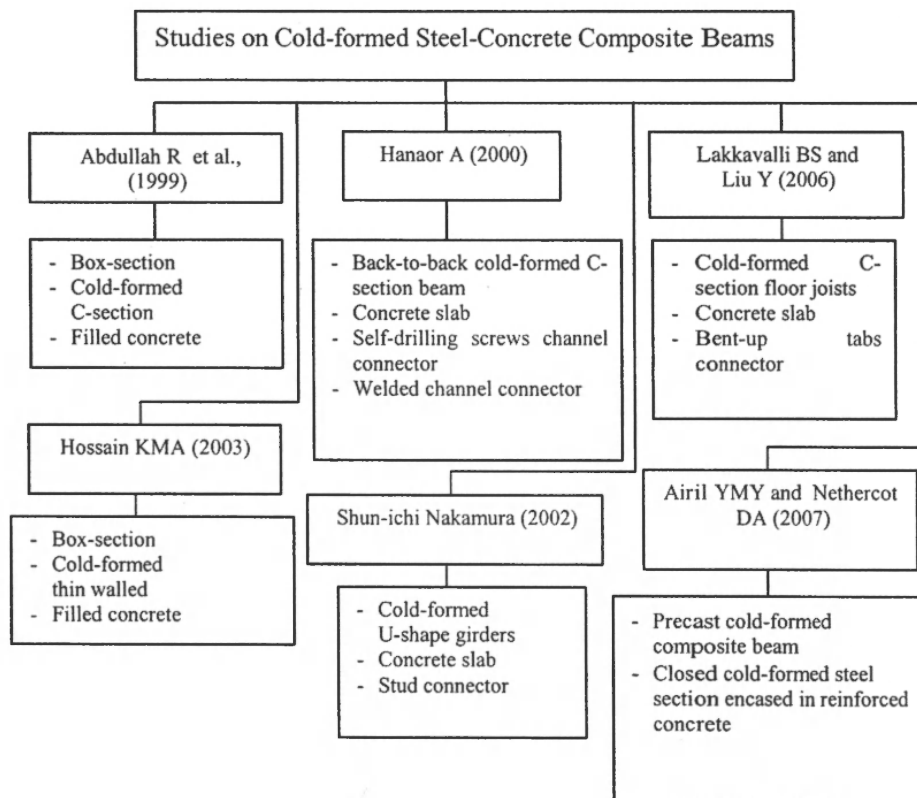 Studies on Cold-formed Steel-Concrete Composite Beams
Abdullah R et al.,
(1999)
- Box-section
- Cold-formed
C-section
- Filled concrete
Hanaor A (2000)
- Back-to-back cold-formed C-
section beam
- Concrete slab
- Self-drilling screws channel
connector
- Welded channel connector
Lakkavalli BS and
Liu Y (2006)
- Cold-formed C-
section floor joists
- Concrete slab
- Bent-up tabs
connector
Hossain KMA (2003)
- Box-section
- Cold-formed
thin walled
- Filled concrete
Shun-ichi Nakamura (2002)
- Cold-formed
U-shape girders
- Concrete slab
- Stud connector
Airil YMY and Nethercot
DA (2007)
- Precast cold-formed
composite beam
- Closed cold-formed steel
section encased in reinforced
concrete